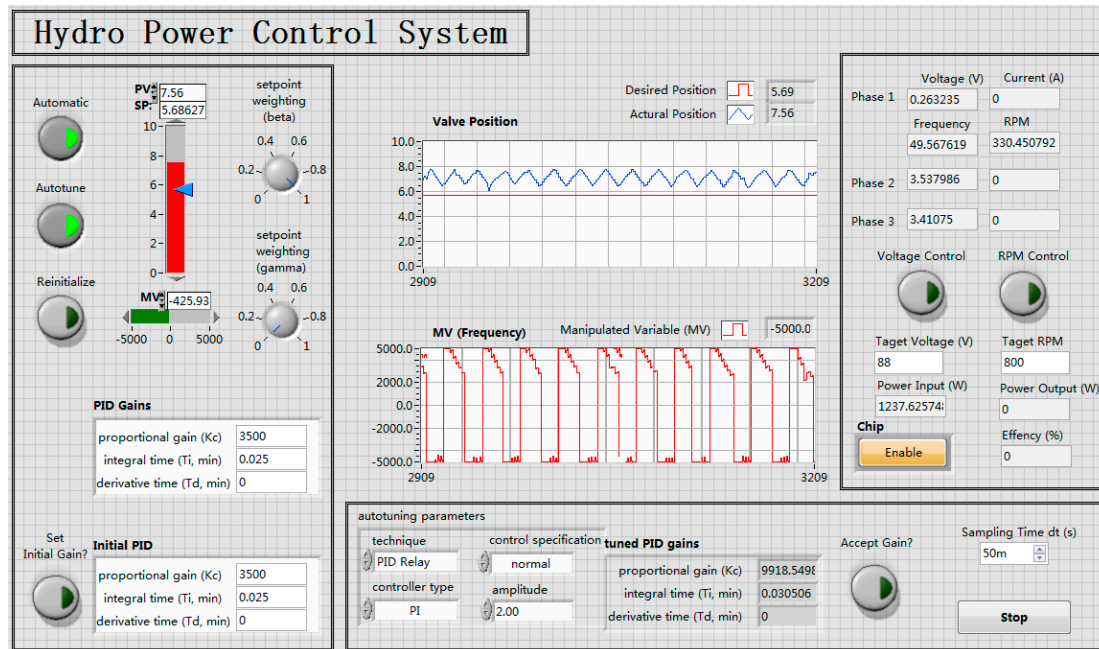 Hydro Power Control System
Automatic
Autotune
Reinitialize
PV: 7.56
SP: 5.68627
10
8
6
4
2
0
MV: -425.93
-5000 0 5000
setpoint
weighting
(beta)
0.4 0.6
0.2 0.8
0 1
setpoint
weighting
(gamma)
0.4 0.6
0.2 0.8
0 1
PID Gains
proportional gain (Kc) 3500
integral time (Ti, min) 0.025
derivative time (Td, min) 0
Set
Initial Gain?
Initial PID
proportional gain (Kc) 3500
integral time (Ti, min) 0.025
derivative time (Td, min) 0
Desired Position 5.69
Actural Position 7.56
Valve Position
10.0
8.0
6.0
4.0
2.0
0.0
2909 3209
MV (Frequency) Manipulated Variable (MV) -5000.0
5000.0
2000.0
0.0
-2000.0
-5000.0
2909 3209
Voltage (V) Current (A)
Phase 1 0.263235 0
Frequency RPM
49.567619 330.450792
Phase 2 3.537986 0
Phase 3 3.41075 0
Voltage Control RPM Control
Taget Voltage (V) Taget RPM
88 800
Power Input (W) Power Output (W)
1237.62574 0
Chip
Enable
Effency (%)
0
autotuning parameters
technique control specification
PID Relay normal
controller type amplitude
PI 2.00
tuned PID gains
proportional gain (Kc) 9918.5498
integral time (Ti, min) 0.030506
derivative time (Td, min) 0
Accept Gain?
Sampling Time dt (s)
50m
Stop